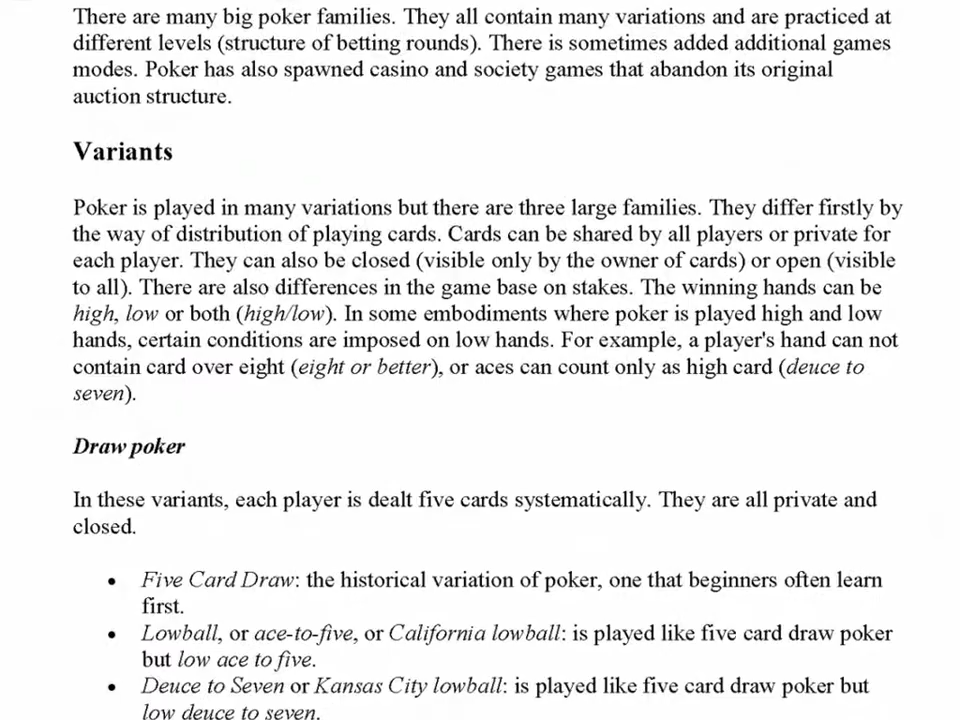 There are many big poker families. They all contain many variations and are practiced at
different levels (structure of betting rounds). There is sometimes added additional games
modes. Poker has also spawned casino and society games that abandon its original
auction structure.
Variants
Poker is played in many variations but there are three large families. They differ firstly by
the way of distribution of playing cards. Cards can be shared by all players or private for
each player. They can also be closed (visible only by the owner of cards) or open (visible
to all). There are also differences in the game base on stakes. The winning hands can be
high, low or both (high/low). In some embodiments where poker is played high and low
hands, certain conditions are imposed on low hands. For example, a player's hand can not
contain card over eight (eight or better), or aces can count only as high card (deuce to
seven).
Draw poker
In these variants, each player is dealt five cards systematically. They are all private and
closed.
• Five Card Draw: the historical variation of poker, one that beginners often learn
first.
• Lowball, or ace-to-five, or California lowball: is played like five card draw poker
but low ace to five.
• Deuce to Seven or Kansas City lowball: is played like five card draw poker but
low deuce to seven.